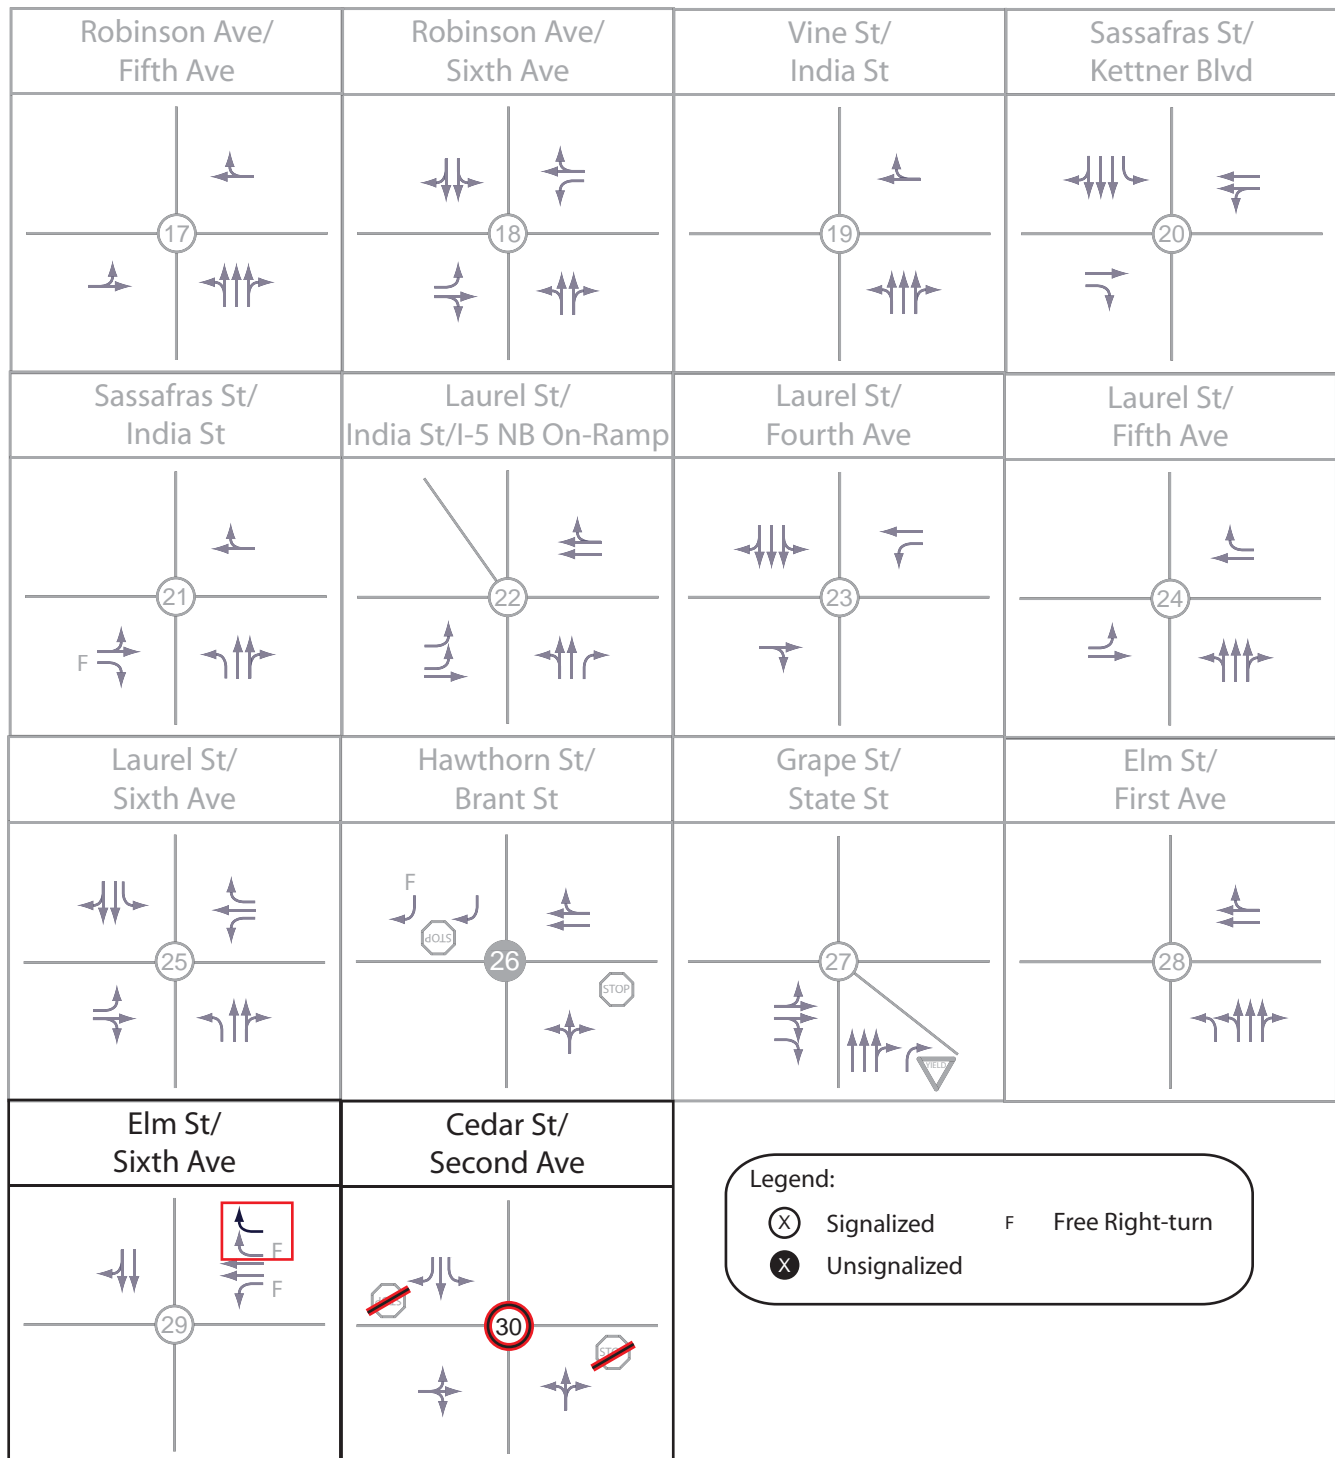 Robinson Ave/
Fifth Ave
Robinson Ave/
Sixth Ave
Vine St/
India St
Sassafras St/
Kettner Blvd
17
18
19
20
Sassafras St/
India St
Laurel St/
India St/I-5 NB On-Ramp
Laurel St/
Fourth Ave
Laurel St/
Fifth Ave
21
F
22
23
24
Laurel St/
Sixth Ave
Hawthorn St/
Brant St
Grape St/
State St
Elm St/
First Ave
25
F
STOP
26
STOP
27
YIELD
28
Elm St/
Sixth Ave
Cedar St/
Second Ave
F
F
29
STOP
30
STOP
Legend:
X Signalized
F Free Right-turn
X Unsignalized